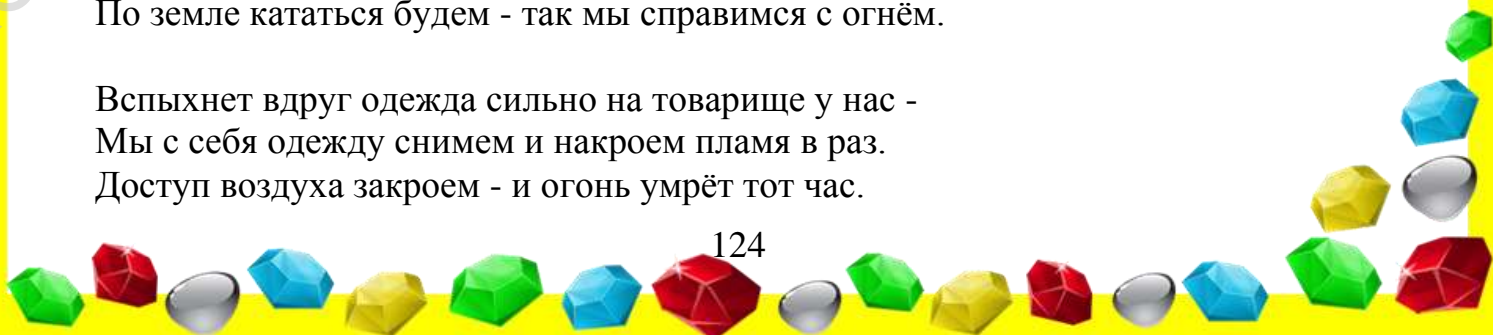 По земле кататься будем - так мы справимся с огнём.
Вспыхнет вдруг одежда сильно на товарище у нас -
Мы с себя одежду снимем и накроем пламя в раз.
Доступ воздуха закроем - и огонь умрёт тот час.
124